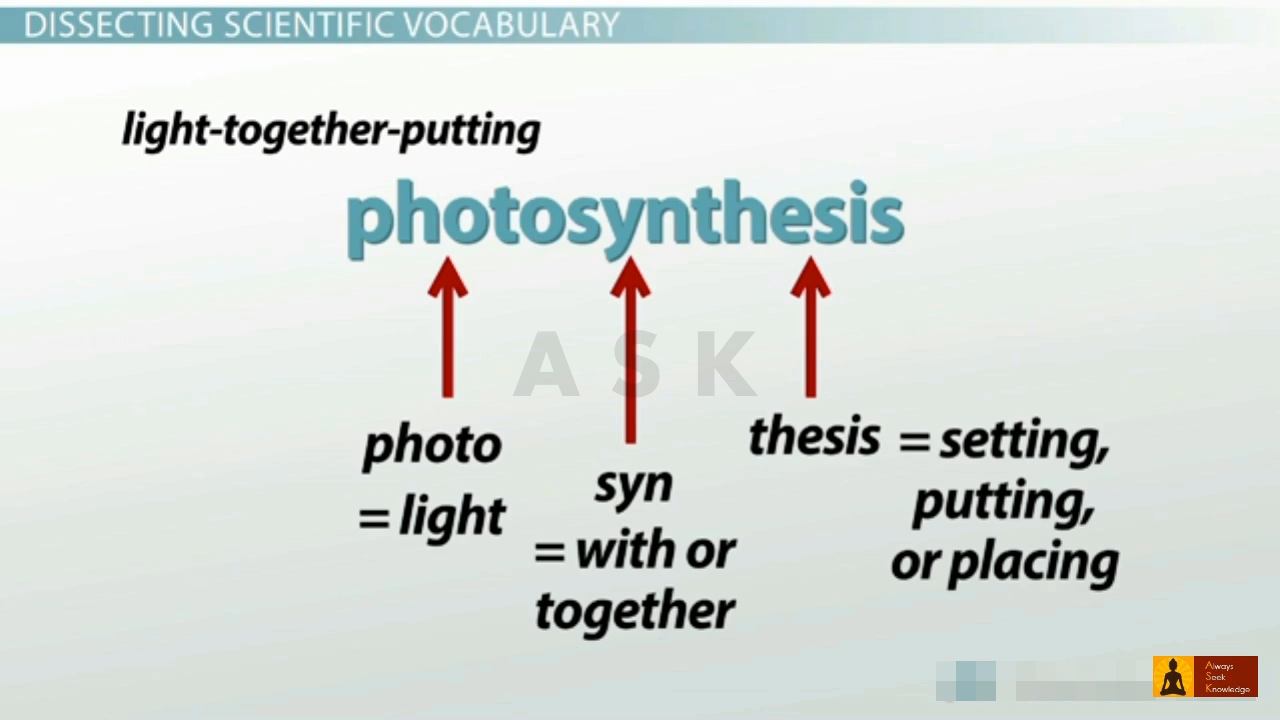 DISSECTING SCIENTIFIC VOCABULARY
light-together-putting
photosynthesis
ASK
photo
= light
syn
= with or
together
thesis = setting,
putting,
or placing
Always
Seek
Knowledge